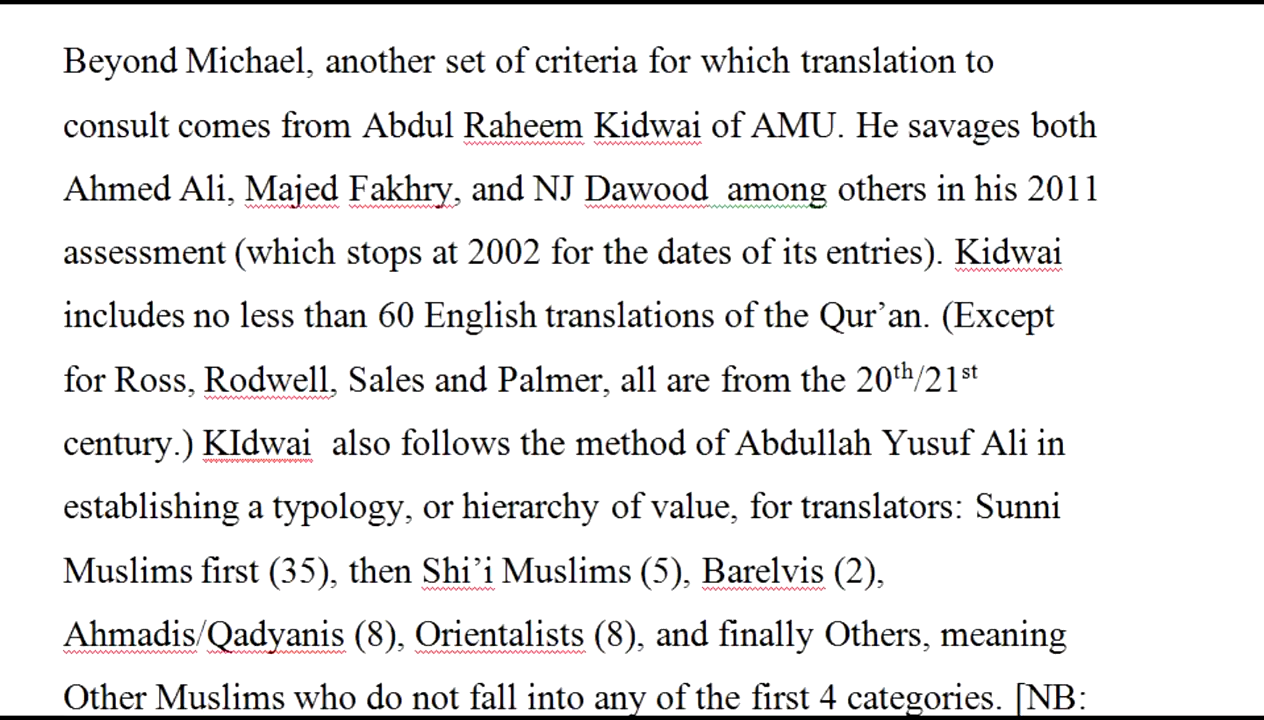 Beyond Michael, another set of criteria for which translation to
consult comes from Abdul Raheem Kidwai of AMU. He savages both
Ahmed Ali, Majed Fakhry, and NJ Dawood  among others in his 2011
assessment (which stops at 2002 for the dates of its entries). Kidwai
includes no less than 60 English translations of the Qur’an. (Except
for Ross, Rodwell, Sales and Palmer, all are from the 20th/21st
century.) KIdwai  also follows the method of Abdullah Yusuf Ali in
establishing a typology, or hierarchy of value, for translators: Sunni
Muslims first (35), then Shi’i Muslims (5), Barelvis (2),
Ahmadis/Qadyanis (8), Orientalists (8), and finally Others, meaning
Other Muslims who do not fall into any of the first 4 categories. [NB: